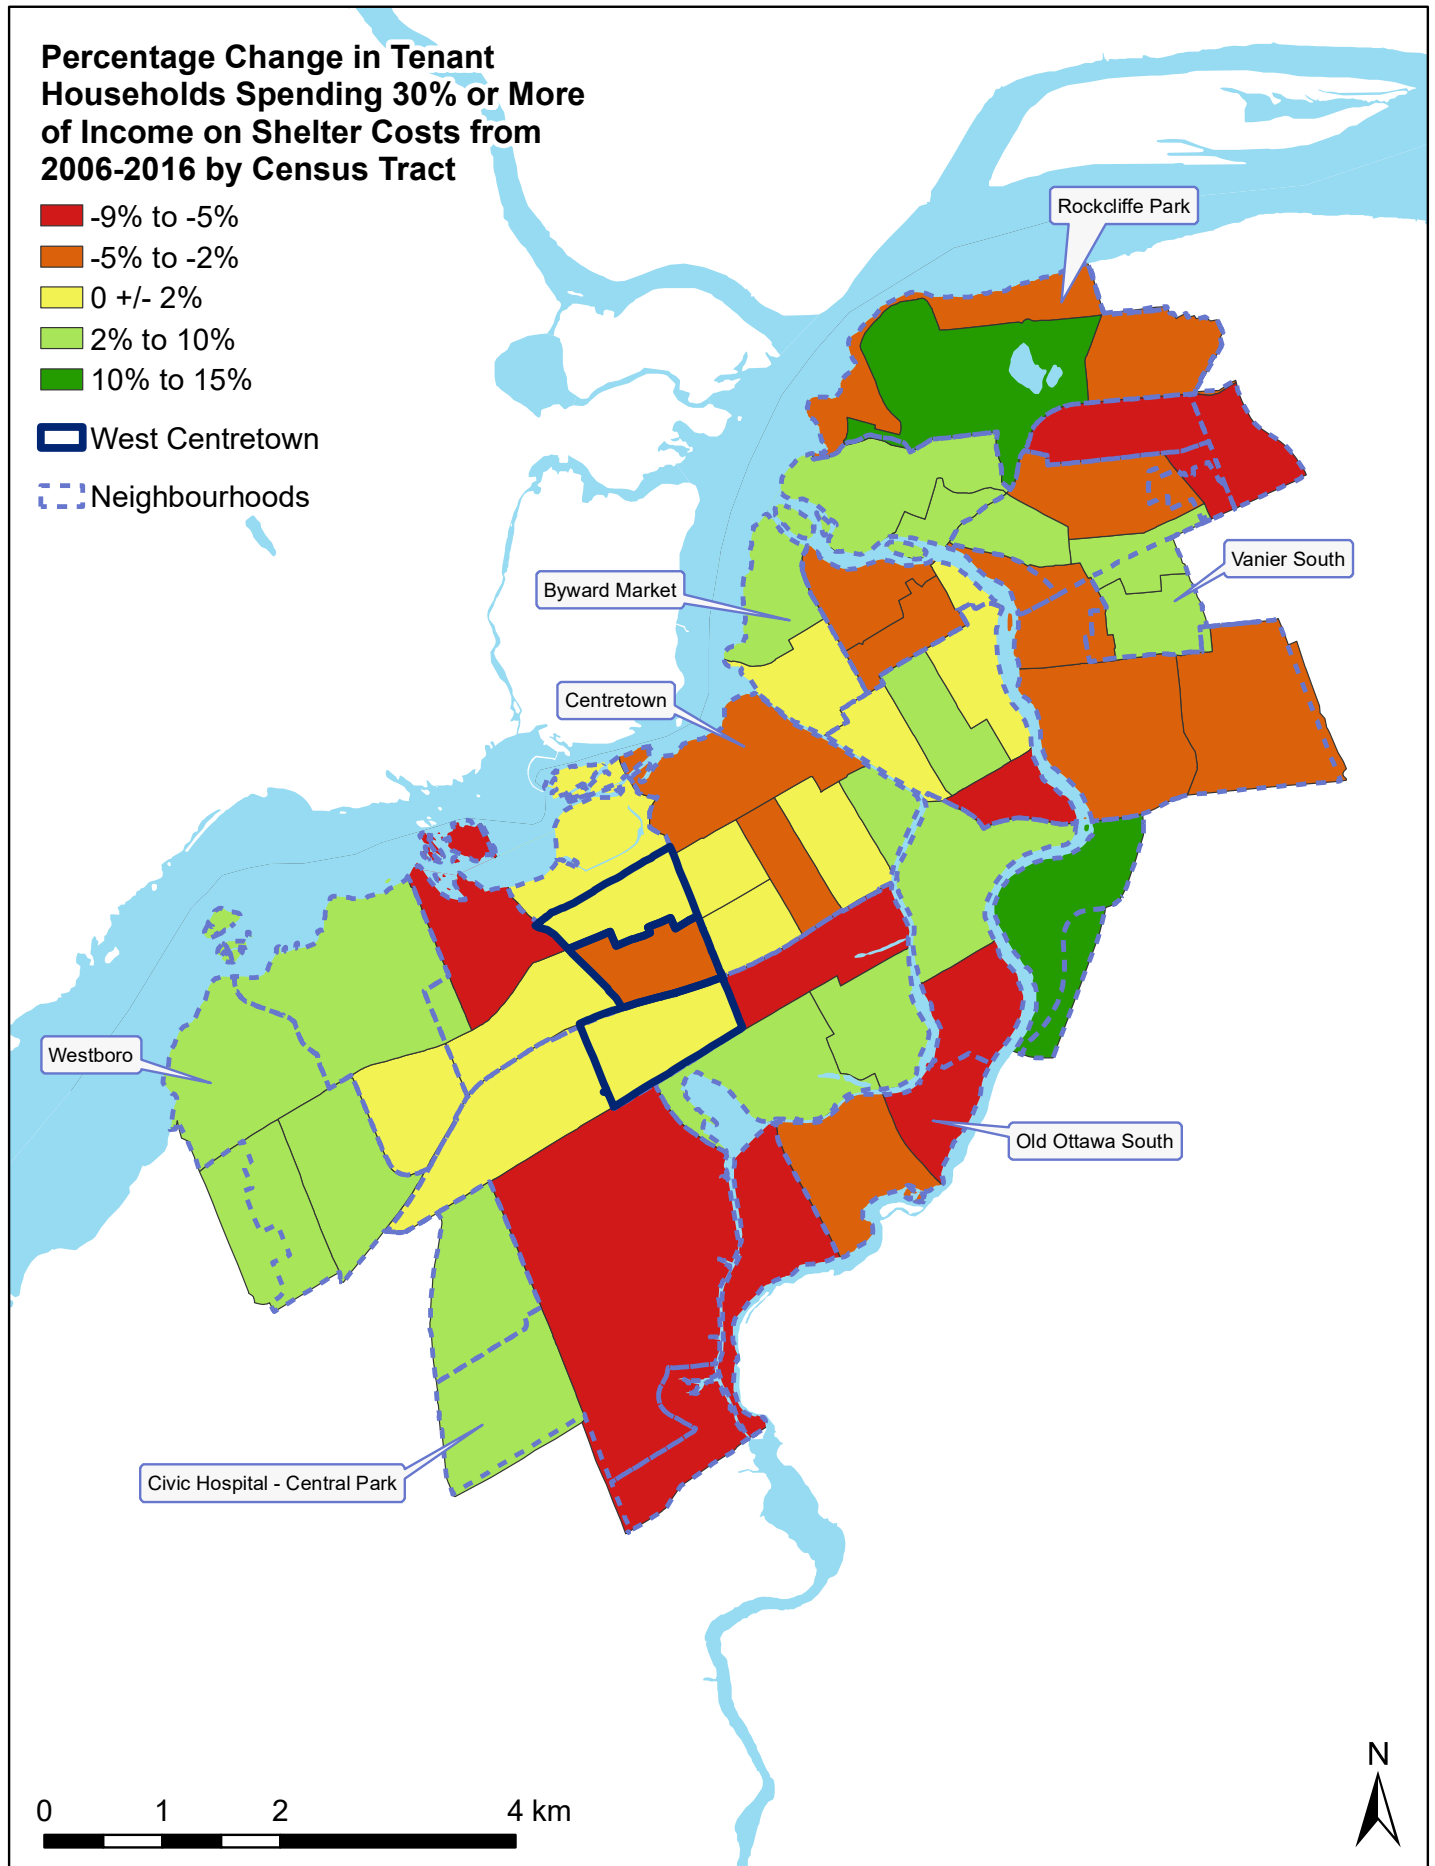 Percentage Change in Tenant
Households Spending 30% or More
of Income on Shelter Costs from
2006-2016 by Census Tract
-9% to -5%
-5% to -2%
0 +/- 2%
2% to 10%
10% to 15%
West Centretown
Neighbourhoods
Rockcliffe Park
Vanier South
Byward Market
Centretown
Westboro
Old Ottawa South
Civic Hospital - Central Park
N
0 1 2 4 km